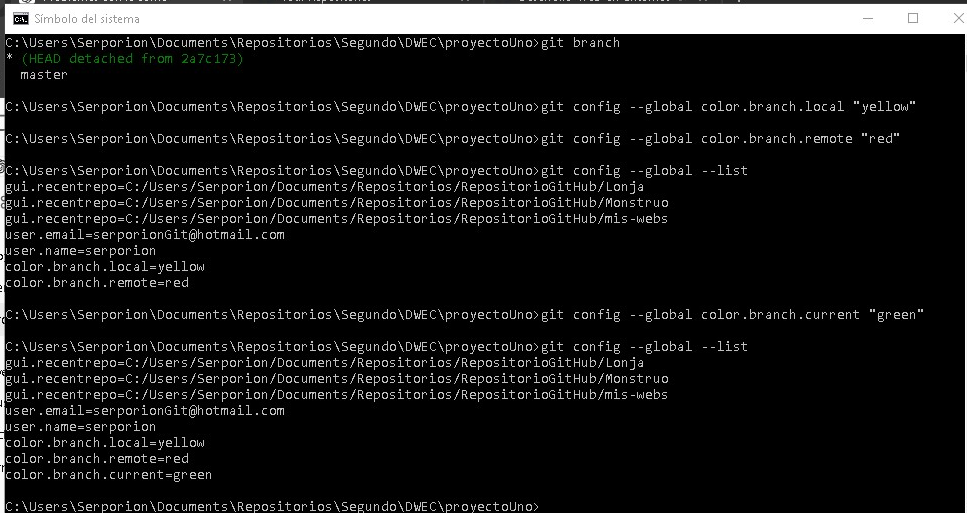 Símbolo del sistema
C:\Users\Serporion\Documents\Repositorios\Segundo\DWEC\proyectoUno>git branch
* (HEAD detached from 2a7c173)
  master
C:\Users\Serporion\Documents\Repositorios\Segundo\DWEC\proyectoUno>git config --global color.branch.local "yellow"
C:\Users\Serporion\Documents\Repositorios\Segundo\DWEC\proyectoUno>git config --global color.branch.remote "red"
C:\Users\Serporion\Documents\Repositorios\Segundo\DWEC\proyectoUno>git config --global --list
gui.recentrepo=C:/Users/Serporion/Documents/Repositorios/RepositorioGitHub/Lonja
gui.recentrepo=C:/Users/Serporion/Documents/Repositorios/RepositorioGitHub/Monstruo
gui.recentrepo=C:/Users/Serporion/Documents/Repositorios/RepositorioGitHub/mis-webs
user.email=serporionGit@hotmail.com
user.name=serporion
color.branch.local=yellow
color.branch.remote=red
C:\Users\Serporion\Documents\Repositorios\Segundo\DWEC\proyectoUno>git config --global color.branch.current "green"
C:\Users\Serporion\Documents\Repositorios\Segundo\DWEC\proyectoUno>git config --global --list
gui.recentrepo=C:/Users/Serporion/Documents/Repositorios/RepositorioGitHub/Lonja
gui.recentrepo=C:/Users/Serporion/Documents/Repositorios/RepositorioGitHub/Monstruo
gui.recentrepo=C:/Users/Serporion/Documents/Repositorios/RepositorioGitHub/mis-webs
user.email=serporionGit@hotmail.com
user.name=serporion
color.branch.local=yellow
color.branch.remote=red
color.branch.current=green
C:\Users\Serporion\Documents\Repositorios\Segundo\DWEC\proyectoUno>